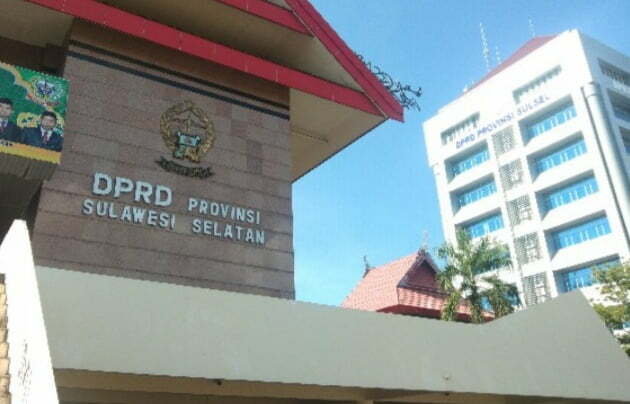 DPRD PROVINSI
SULAWESI SELATAN
DPRD PROVINSI SULSEL